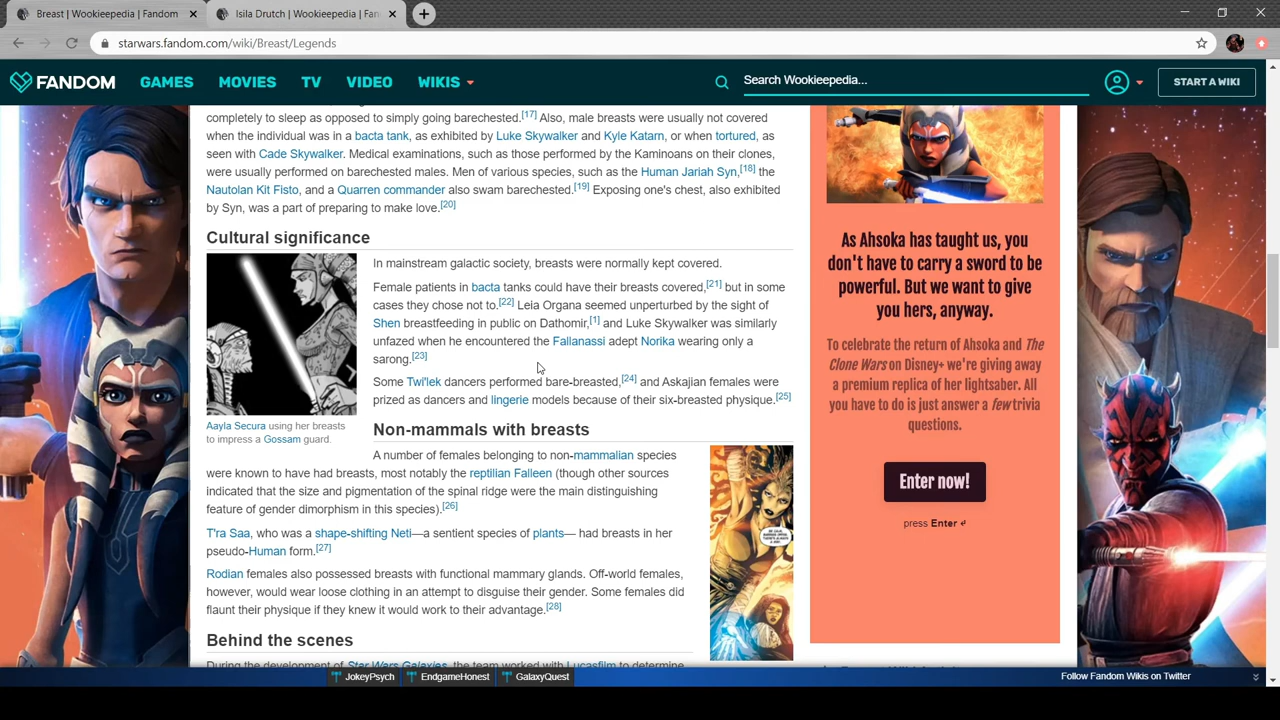 Breast | Wookieepedia | Fandom
Isila Drutch | Wookieepedia | Fan
starwars.fandom.com/wiki/Breast/Legends
FANDOM
GAMES
MOVIES
TV
VIDEO
WIKIS
Search Wookieepedia...
START A WIKI
completely to sleep as opposed to simply going barechested.[17] Also, male breasts were usually not covered
when the individual was in a bacta tank, as exhibited by Luke Skywalker and Kyle Katarn, or when tortured, as
seen with Cade Skywalker. Medical examinations, such as those performed by the Kaminoans on their clones,
were usually performed on barechested males. Men of various species, such as the Human Jariah Syn,[18] the
Nautolan Kit Fisto, and a Quarren commander also swam barechested.[19] Exposing one's chest, also exhibited
by Syn, was a part of preparing to make love.[20]
Cultural significance
In mainstream galactic society, breasts were normally kept covered.
Female patients in bacta tanks could have their breasts covered,[21] but in some
cases they chose not to.[22] Leia Organa seemed unperturbed by the sight of
Shen breastfeeding in public on Dathomir,[1] and Luke Skywalker was similarly
unfazed when he encountered the Fallanassi adept Norika wearing only a
sarong.[23]
Some Twi'lek dancers performed bare-breasted,[24] and Askajian females were
prized as dancers and lingerie models because of their six-breasted physique.[25]
Aayla Secura using her breasts
to impress a Gossam guard.
Non-mammals with breasts
A number of females belonging to non-mammalian species
were known to have had breasts, most notably the reptilian Falleen (though other sources
indicated that the size and pigmentation of the spinal ridge were the main distinguishing
feature of gender dimorphism in this species).[26]
T'ra Saa, who was a shape-shifting Neti—a sentient species of plants— had breasts in her
pseudo-Human form.[27]
Rodian females also possessed breasts with functional mammary glands. Off-world females,
however, would wear loose clothing in an attempt to disguise their gender. Some females did
flaunt their physique if they knew it would work to their advantage.[28]
Behind the scenes
During the development of Star Wars Galaxies, the team worked with Lucasfilm to determine
As Ahsoka has taught us, you
don't have to carry a sword to be
powerful. But we want to give
you hers, anyway.
To celebrate the return of Ahsoka and The
Clone Wars on Disney+ we're giving away
a premium replica of her lightsaber. All
you have to do is just answer a few trivia
questions.
Enter now!
press Enter ↵
JokeyPsych
EndgameHonest
GalaxyQuest
Follow Fandom Wikis on Twitter